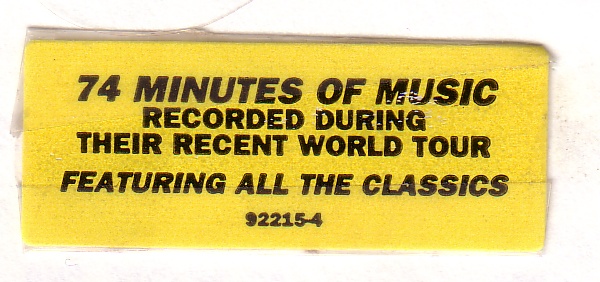 74 MINUTES OF MUSIC
RECORDED DURING
THEIR RECENT WORLD TOUR
FEATURING ALL THE CLASSICS
92215-4